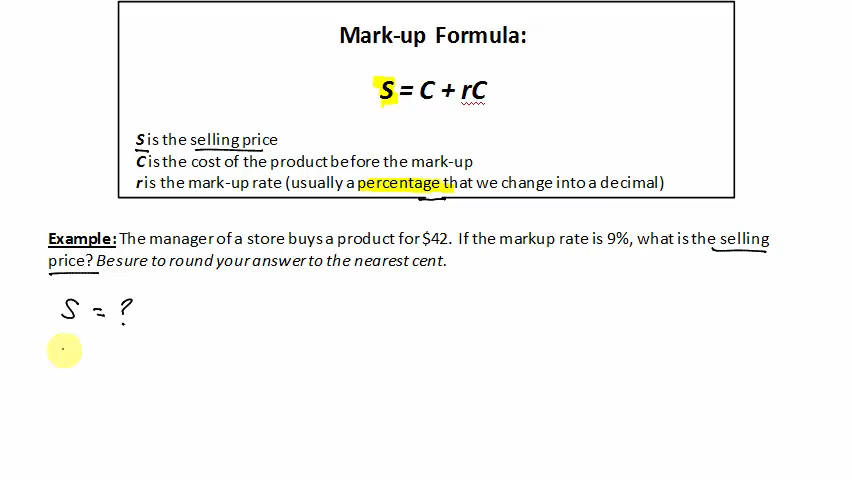 Mark-up Formula:
S = C + rC
S is the selling price
C is the cost of the product before the mark-up
r is the mark-up rate (usually a percentage that we change into a decimal)
Example: The manager of a store buys a product for $42. If the markup rate is 9%, what is the selling
price? Be sure to round your answer to the nearest cent.
S = ?